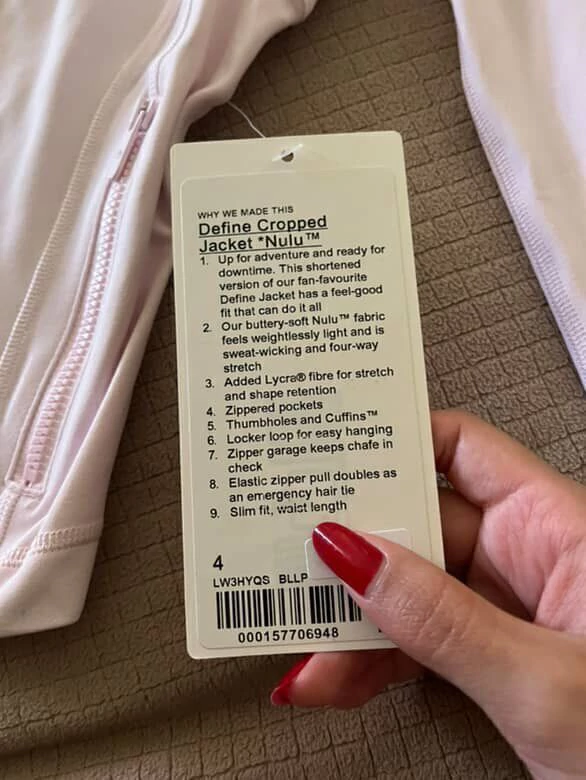 WHY WE MADE THIS
Define Cropped
Jacket *Nulu™
1. Up for adventure and ready for
downtime. This shortened
version of our fan-favourite
Define Jacket has a feel-good
fit that can do it all
2. Our buttery-soft Nulu™ fabric
feels weightlessly light and is
sweat-wicking and four-way
stretch
3. Added Lycra® fibre for stretch
and shape retention
4. Zippered pockets
5. Thumbholes and Cuffins™
6. Locker loop for easy hanging
7. Zipper garage keeps chafe in
check
8. Elastic zipper pull doubles as
an emergency hair tie
9. Slim fit, waist length
4
LW3HYQS BLLP
000157706948